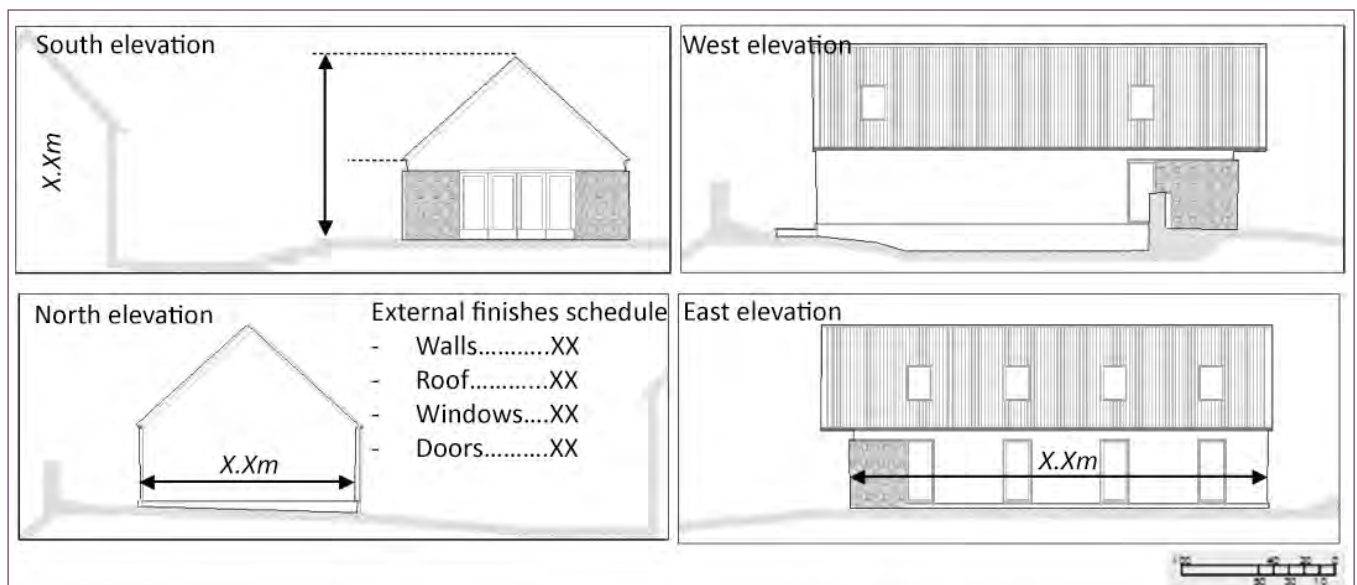 South elevation
X.Xm
West elevation
North elevation
X.Xm
External finishes schedule
- Walls...........XX
- Roof............XX
- Windows....XX
- Doors..........XX
East elevation
X.Xm